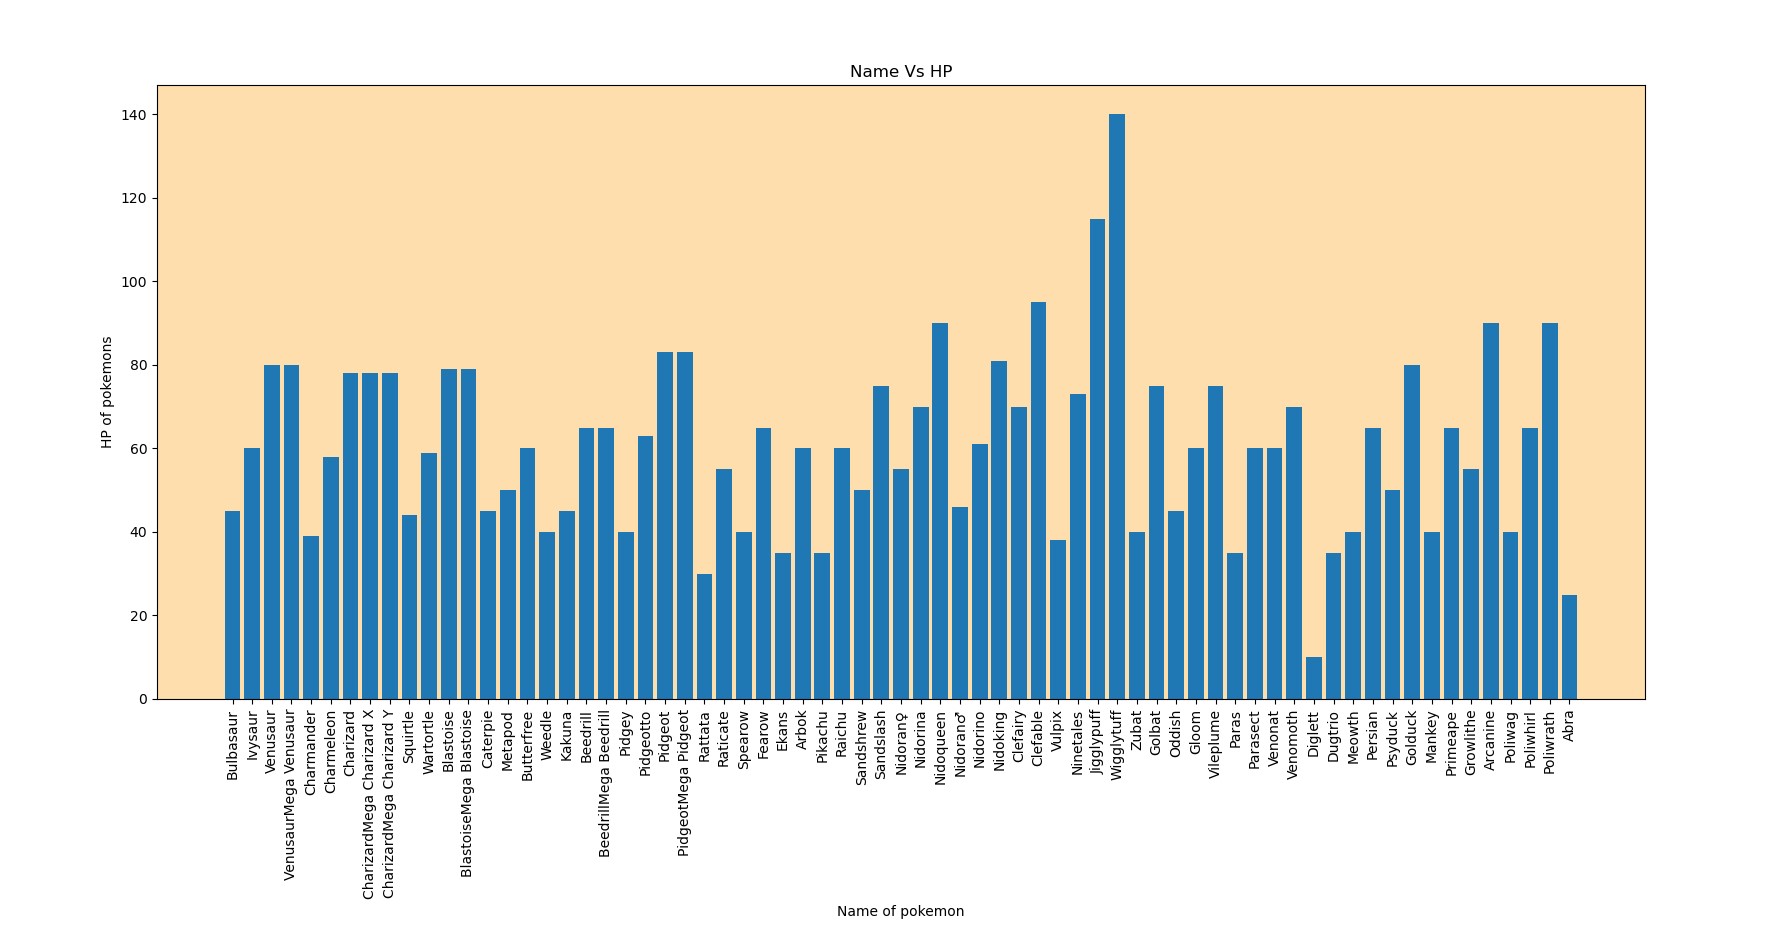 Name Vs HP
140
120
100
80
60
40
20
0
HP of pokemons
Bulbasaur
Ivysaur
Venusaur
VenusaurMega Venusaur
Charmander
Charmeleon
Charizard
CharizardMega Charizard X
CharizardMega Charizard Y
Squirtle
Wartortle
Blastoise
BlastoiseMega Blastoise
Caterpie
Metapod
Butterfree
Weedle
Kakuna
Beedrill
BeedrillMega Beedrill
Pidgey
Pidgeotto
Pidgeot
PidgeotMega Pidgeot
Rattata
Raticate
Spearow
Fearow
Ekans
Arbok
Pikachu
Raichu
Sandshrew
Sandslash
Nidoran♀
Nidorina
Nidoqueen
Nidoran♂
Nidorino
Nidoking
Clefairy
Clefable
Vulpix
Ninetales
Jigglypuff
Wigglytuff
Zubat
Golbat
Oddish
Gloom
Vileplume
Paras
Parasect
Venonat
Venomoth
Diglett
Dugtrio
Meowth
Persian
Psyduck
Golduck
Mankey
Primeape
Growlithe
Arcanine
Poliwag
Poliwhirl
Poliwrath
Abra
Name of pokemon